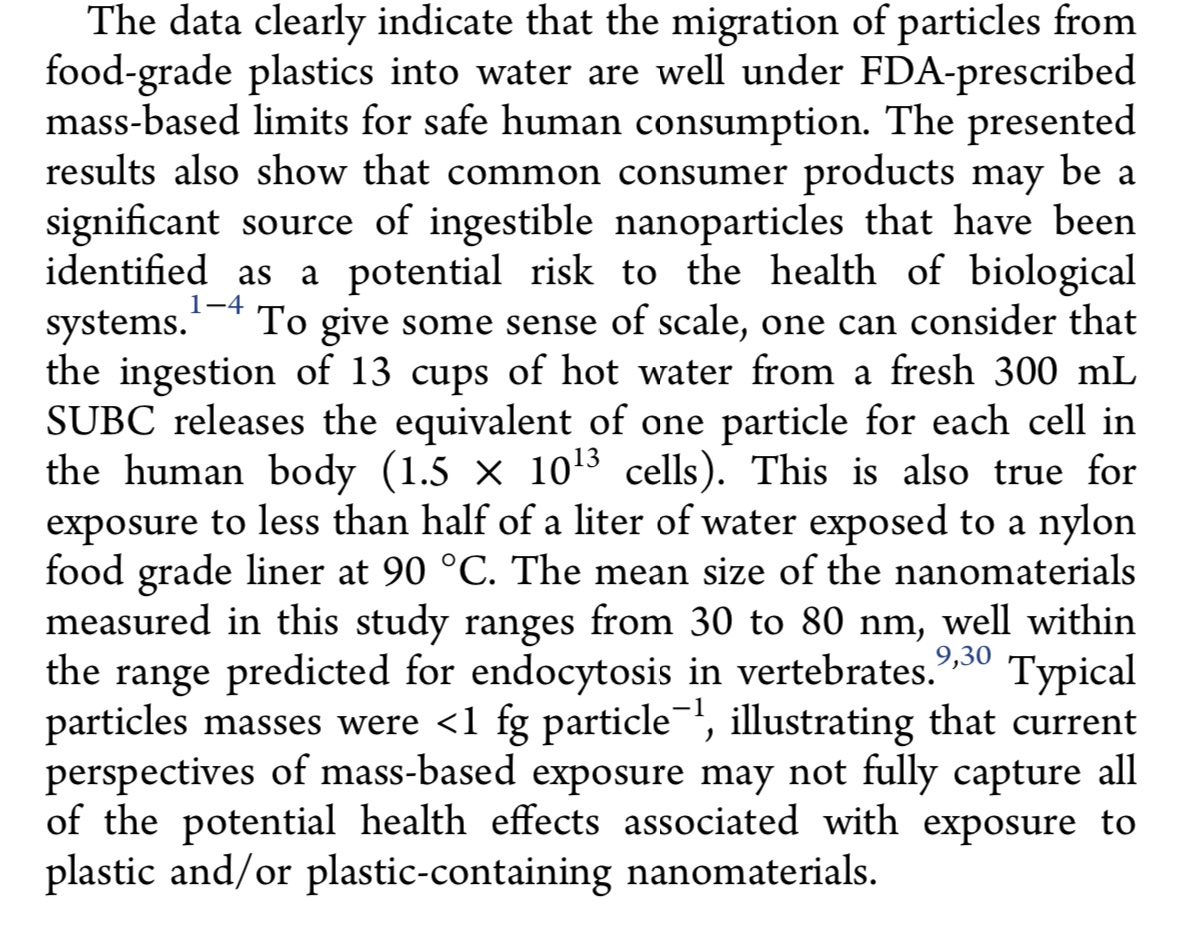 The data clearly indicate that the migration of particles from
food-grade plastics into water are well under FDA-prescribed
mass-based limits for safe human consumption. The presented
results also show that common consumer products may be a
significant source of ingestible nanoparticles that have been
identified as a potential risk to the health of biological
systems.¹⁻⁴ To give some sense of scale, one can consider that
the ingestion of 13 cups of hot water from a fresh 300 mL
SUBC releases the equivalent of one particle for each cell in
the human body (1.5 × 10¹³ cells). This is also true for
exposure to less than half of a liter of water exposed to a nylon
food grade liner at 90 °C. The mean size of the nanomaterials
measured in this study ranges from 30 to 80 nm, well within
the range predicted for endocytosis in vertebrates.⁹,³⁰ Typical
particles masses were <1 fg particle⁻¹, illustrating that current
perspectives of mass-based exposure may not fully capture all
of the potential health effects associated with exposure to
plastic and/or plastic-containing nanomaterials.